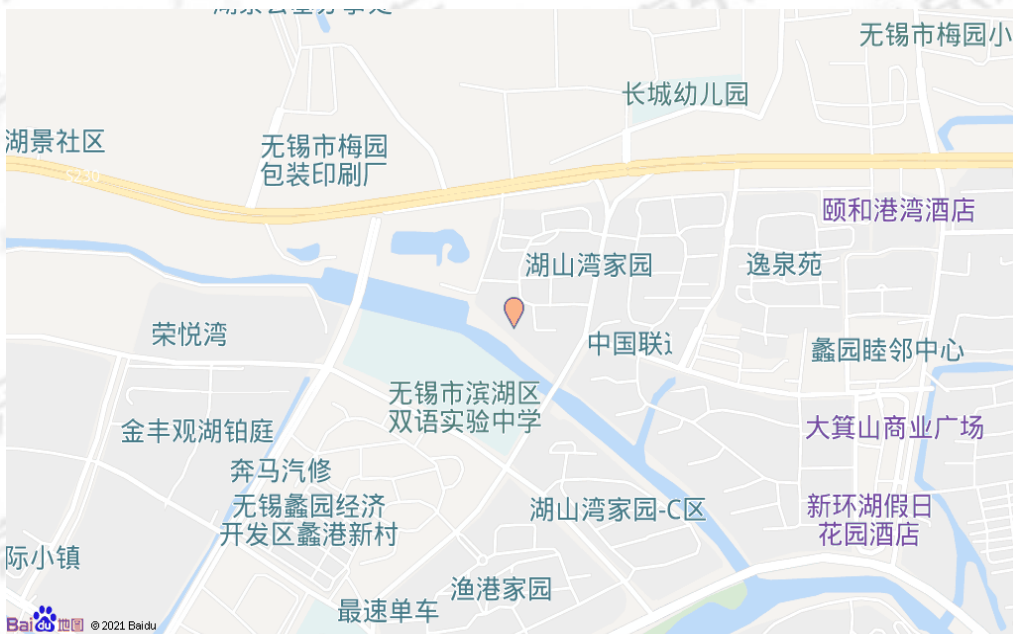 无锡市梅园小
长城幼儿园
湖景社区
无锡市梅园
包装印刷厂
S230
颐和港湾酒店
湖山湾家园
逸泉苑
荣悦湾
中国联
蠡园睦邻中心
无锡市滨湖区
双语实验中学
金丰观湖铂庭
大箕山商业广场
奔马汽修
无锡蠡园经济
开发区蠡港新村
湖山湾家园-C区
新环湖假日
花园酒店
际小镇
渔港家园
最速单车
Bai du 地图 © 2021 Baidu